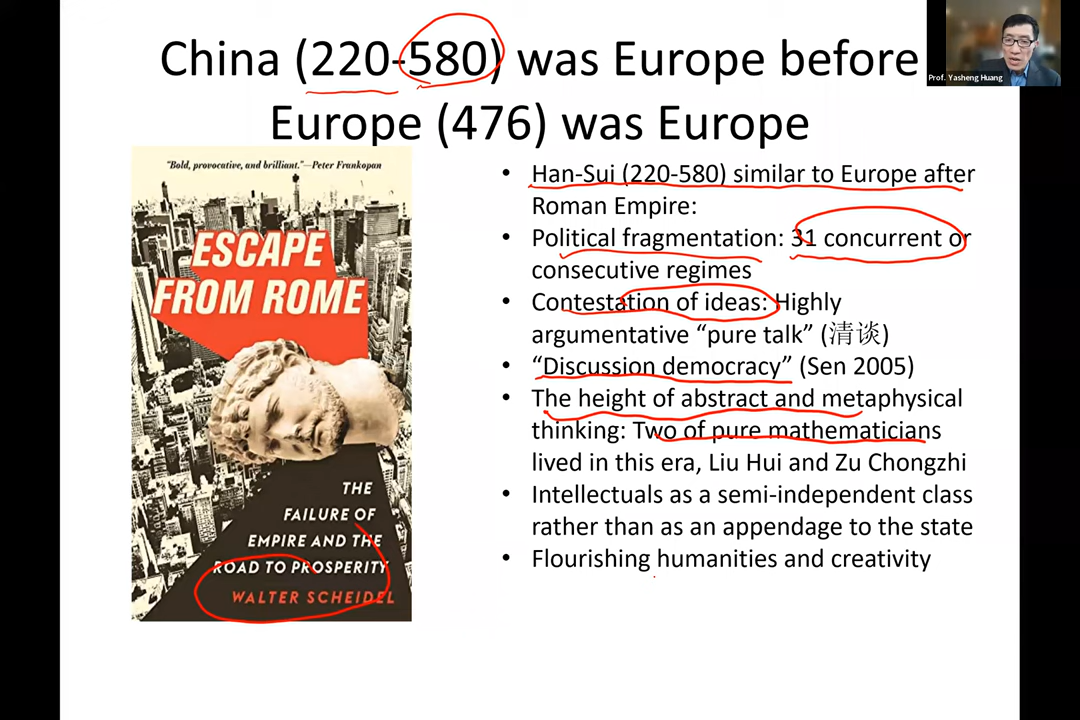 China (220-580) was Europe before
Europe (476) was Europe
Prof. Yasheng Huang
"Bold, provocative, and brilliant."—Peter Frankopan
ESCAPE
FROM ROME
THE
FAILURE OF
EMPIRE AND THE
ROAD TO PROSPERITY
WALTER SCHEIDEL
• Han-Sui (220-580) similar to Europe after
Roman Empire:
• Political fragmentation: 31 concurrent or
consecutive regimes
• Contestation of ideas: Highly
argumentative “pure talk” (清谈)
• “Discussion democracy” (Sen 2005)
• The height of abstract and metaphysical
thinking: Two of pure mathematicians
lived in this era, Liu Hui and Zu Chongzhi
• Intellectuals as a semi-independent class
rather than as an appendage to the state
• Flourishing humanities and creativity